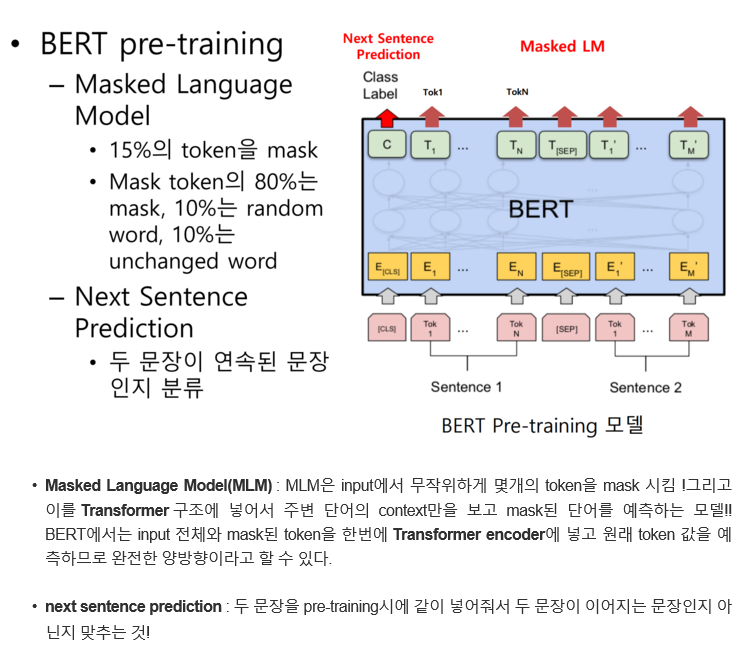 • BERT pre-training
– Masked Language
Model
• 15%의 token을 mask
• Mask token의 80%는
mask, 10%는 random
word, 10%는
unchanged word
– Next Sentence
Prediction
• 두 문장이 연속된 문장
인지 분류
Next Sentence
Prediction
Masked LM
Class
Label
Tok1
TokN
C T1 ... TN T[SEP] T1' ... TM'
...
BERT
...
E[CLS] E1 ... EN E[SEP] E1' ... EM'
[CLS] Tok 1 ... Tok N [SEP] Tok 1 ... Tok M
Sentence 1 Sentence 2
BERT Pre-training 모델
• Masked Language Model(MLM) : MLM은 input에서 무작위하게 몇개의 token을 mask 시킴 !그리고
이를 Transformer 구조에 넣어서 주변 단어의 context만을 보고 mask된 단어를 예측하는 모델!!
BERT에서는 input 전체와 mask된 token을 한번에 Transformer encoder에 넣고 원래 token 값을 예
측하므로 완전한 양방향이라고 할 수 있다.
• next sentence prediction : 두 문장을 pre-training시에 같이 넣어줘서 두 문장이 이어지는 문장인지 아
닌지 맞추는 것!